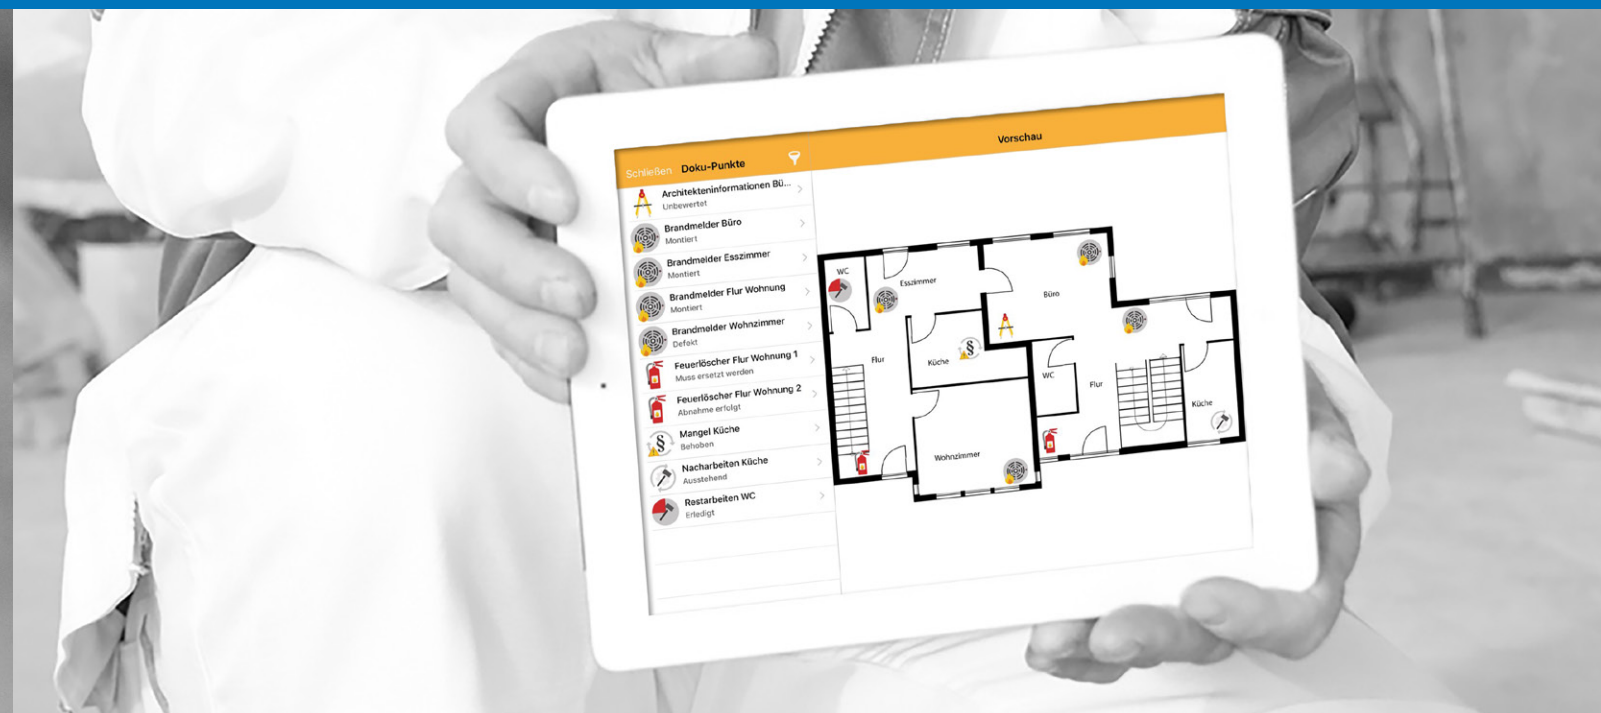 Schließen Doku-Punkte
Vorschau
Architekteninformationen Bü...
Unbewertet
Brandmelder Büro
Montiert
Brandmelder Esszimmer
Montiert
Brandmelder Flur Wohnung
Montiert
Brandmelder Wohnzimmer
Defekt
Feuerlöscher Flur Wohnung 1
Muss ersetzt werden
Feuerlöscher Flur Wohnung 2
Abnahme erfolgt
Mangel Küche
Behoben
Nacharbeiten Küche
Ausstehend
Restarbeiten WC
Erledigt
WC
Esszimmer
Büro
Flur
Küche
§
WC
Flur
Küche
Wohnzimmer